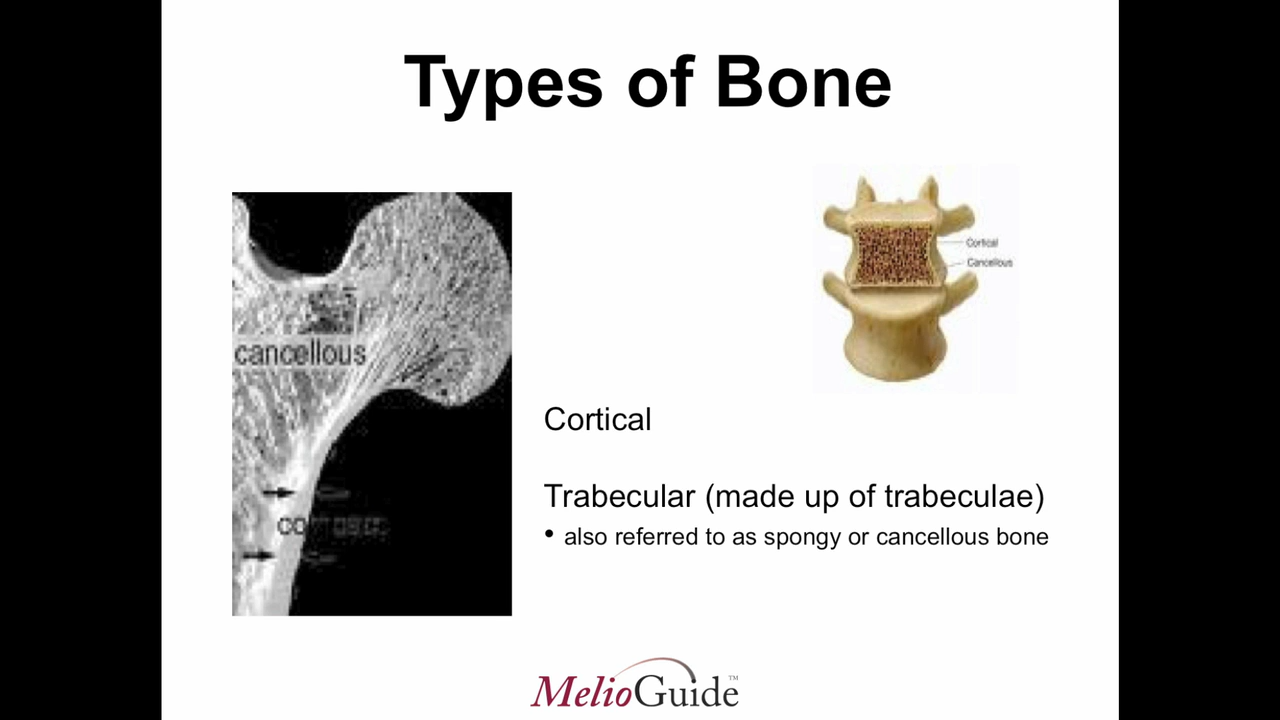 Types of Bone
cancellous
Cortical
Cancellous
Cortical
Trabecular (made up of trabeculae)
• also referred to as spongy or cancellous bone
MelioGuide™